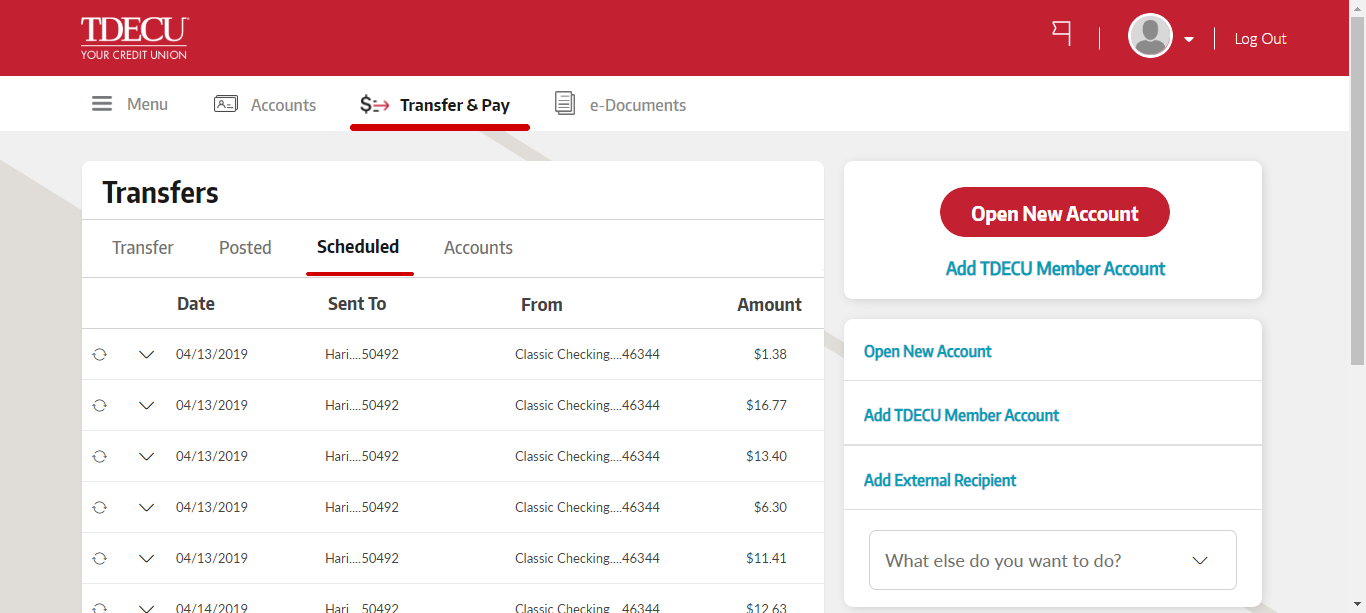 TDECU
YOUR CREDIT UNION
Log Out
Menu
Accounts
Transfer & Pay
e-Documents
Transfers
Transfer Posted Scheduled Accounts
Date Sent To From Amount
04/13/2019 Hari....50492 Classic Checking....46344 $1.38
04/13/2019 Hari....50492 Classic Checking....46344 $16.77
04/13/2019 Hari....50492 Classic Checking....46344 $13.40
04/13/2019 Hari....50492 Classic Checking....46344 $6.30
04/13/2019 Hari....50492 Classic Checking....46344 $11.41
04/14/2019 Hari....50492 Classic Checking....46344 $12.63
Open New Account
Add TDECU Member Account
Open New Account
Add TDECU Member Account
Add External Recipient
What else do you want to do?